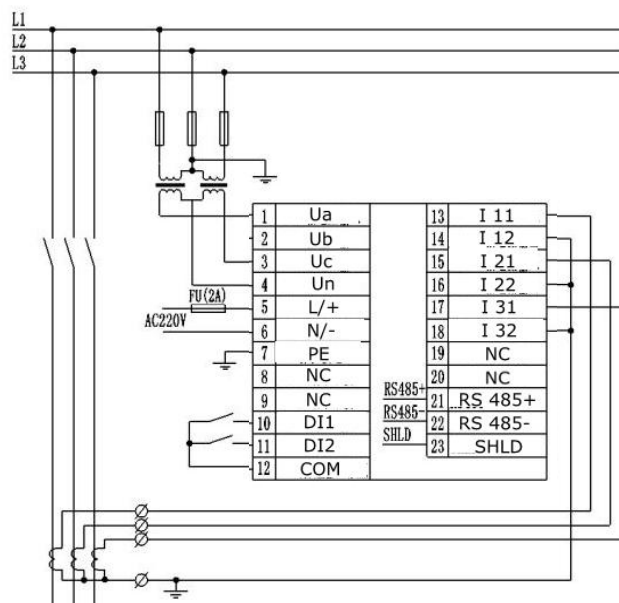 L1
L2
L3
1 Ua 13 I 11
2 Ub 14 I 12
3 Uc 15 I 21
4 Un 16 I 22
FU(2A)
5 L/+ 17 I 31
AC220V
6 N/- 18 I 32
7 PE 19 NC
8 NC 20 NC
RS485+
9 NC 21 RS 485+
RS485-
10 DI1 22 RS 485-
SHLD
11 DI2 23 SHLD
12 COM